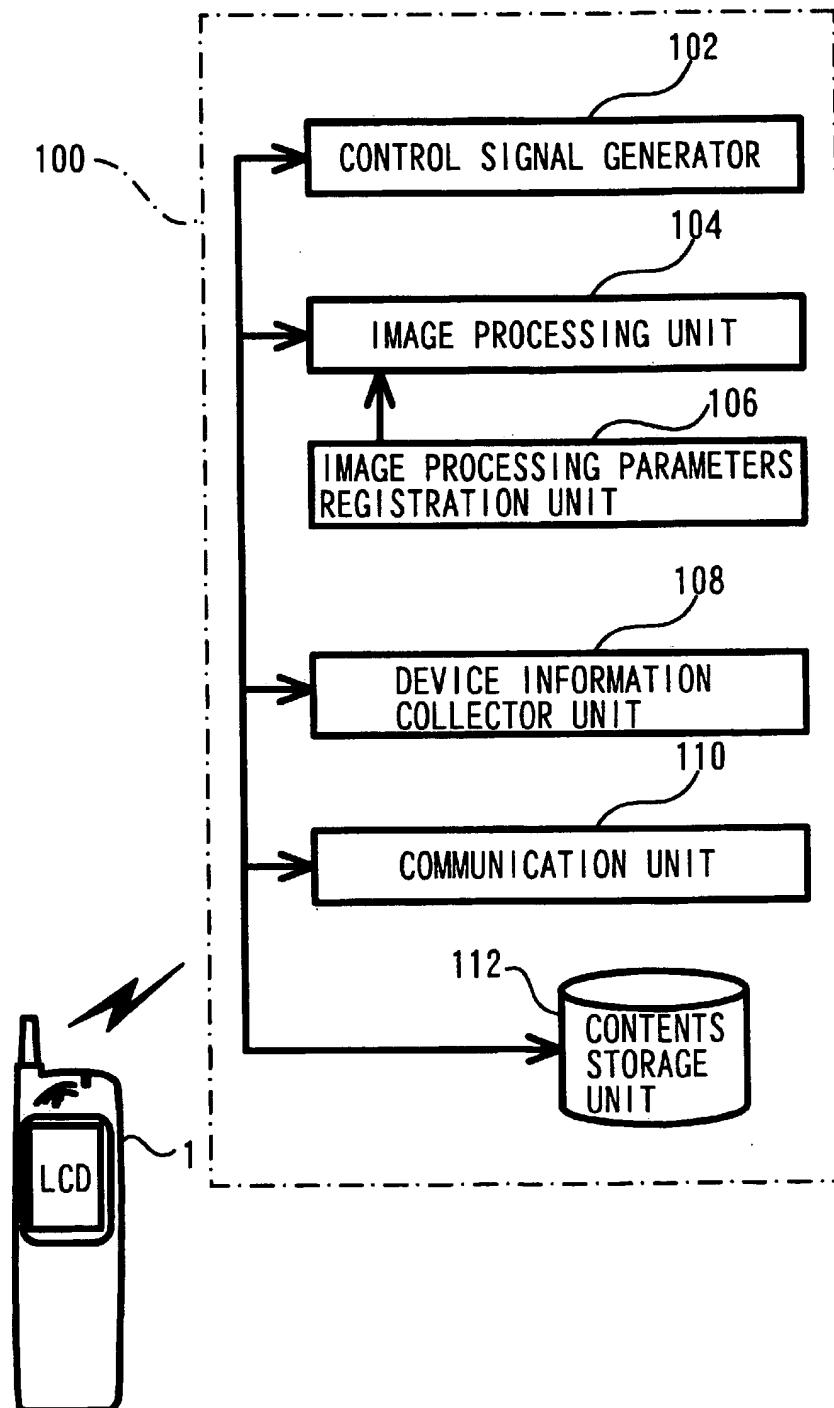 102
CONTROL SIGNAL GENERATOR
100
104
IMAGE PROCESSING UNIT
106
IMAGE PROCESSING PARAMETERS
REGISTRATION UNIT
108
DEVICE INFORMATION
COLLECTOR UNIT
110
COMMUNICATION UNIT
112
CONTENTS
STORAGE
UNIT
1
LCD